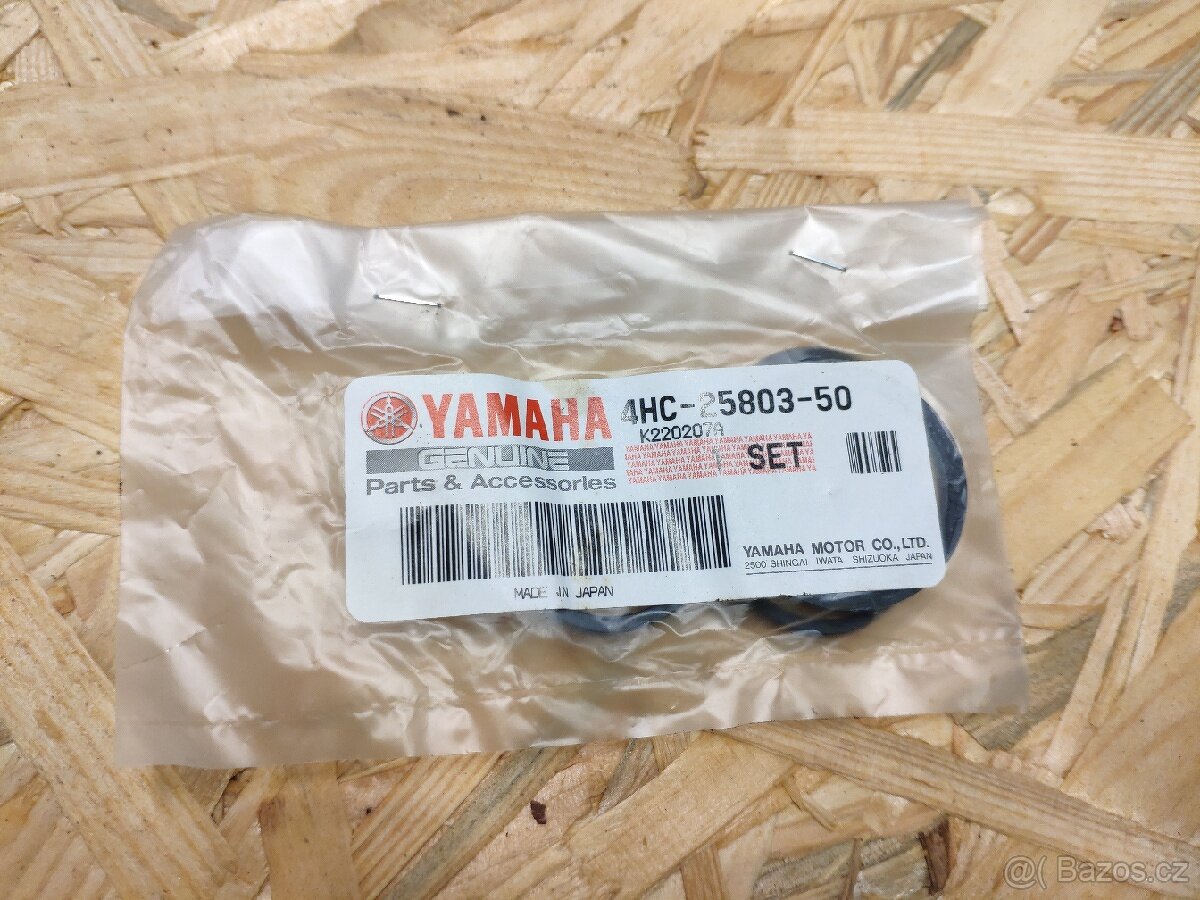 YAMAHA
GENUINE
Parts & Accessories
4HC-25803-50
K220207A
1 SET
MADE IN JAPAN
YAMAHA MOTOR CO.,LTD.
2500 SHINGAI IWATA SHIZUOKA JAPAN
Bazos.cz